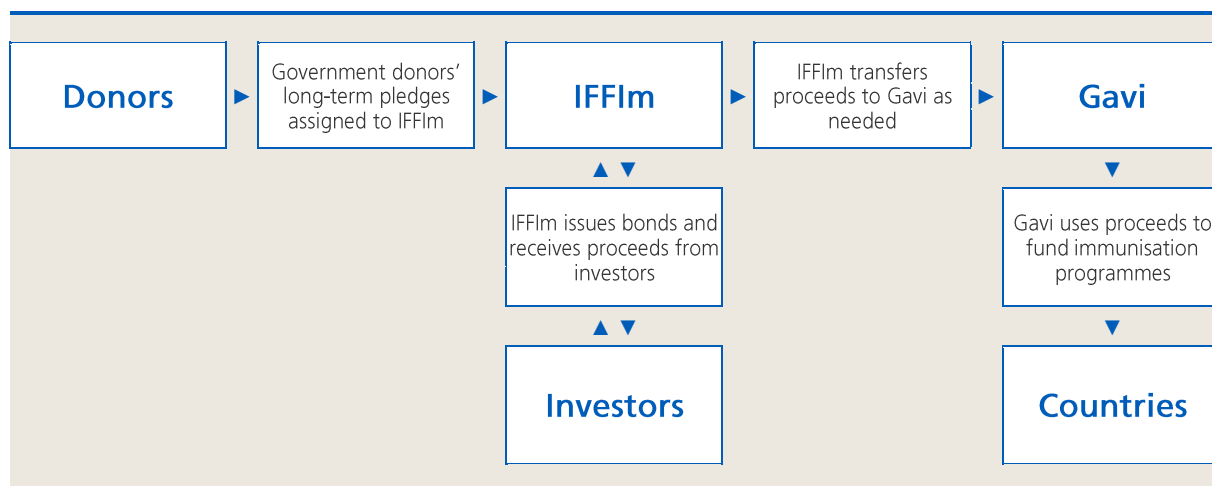 Donors
Government donors’
long-term pledges
assigned to IFFIm
IFFIm
IFFIm transfers
proceeds to Gavi as
needed
Gavi
IFFIm issues bonds and
receives proceeds from
investors
Gavi uses proceeds to
fund immunisation
programmes
Investors
Countries